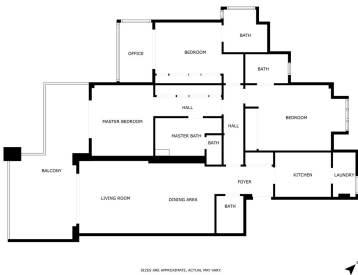 BATH
OFFICE
BEDROOM
BATH
HALL
MASTER BEDROOM
HALL
BEDROOM
MASTER BATH
BATH
BALCONY
KITCHEN
LAUNDRY
FOYER
LIVING ROOM
DINING AREA
BATH
SIZES ARE APPROXIMATE, ACTUAL MAY VARY.